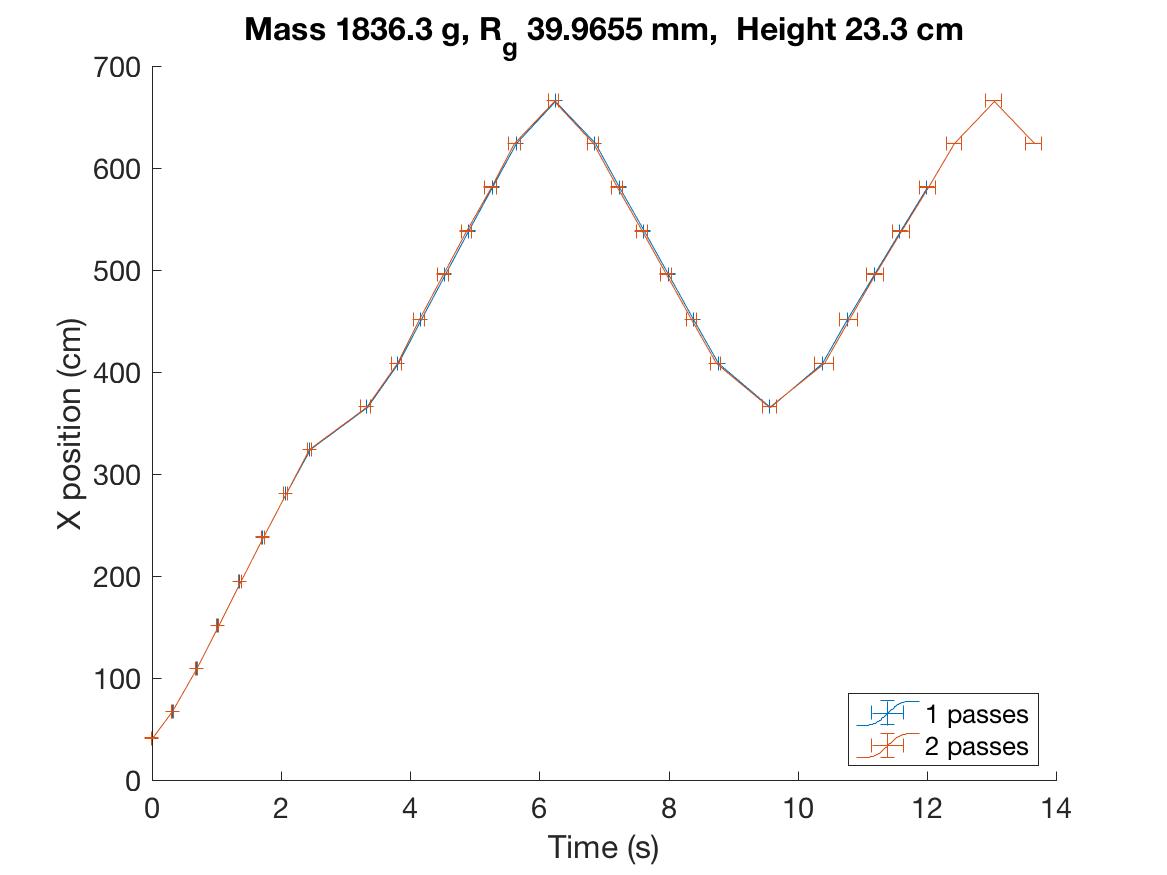 Mass 1836.3 g, Rg 39.9655 mm, Height 23.3 cm
700
600
500
400
300
200
100
0
X position (cm)
0 2 4 6 8 10 12 14
Time (s)
1 passes
2 passes